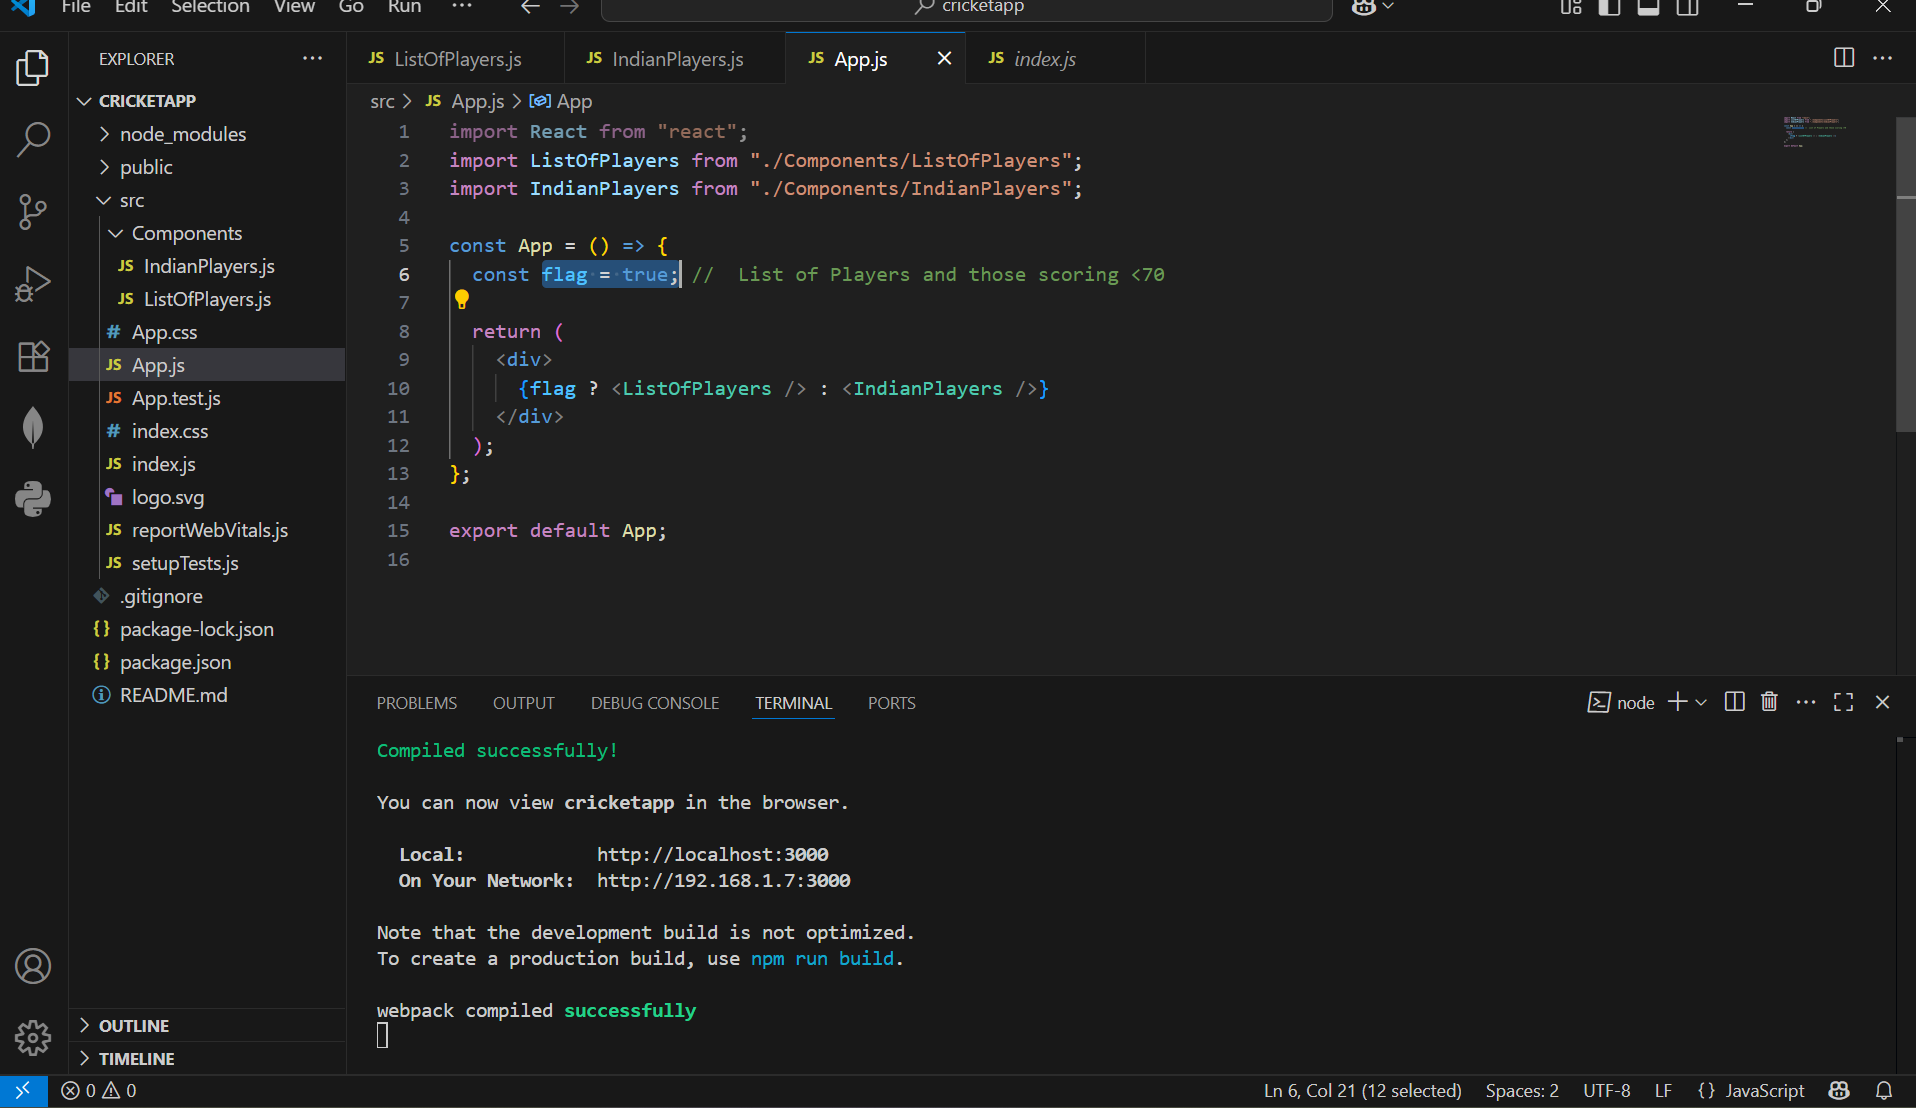 File Edit Selection View Go Run ··· cricketapp
EXPLORER
ListOfPlayers.js IndianPlayers.js App.js index.js
CRICKETAPP
node_modules
public
src
Components
IndianPlayers.js
ListOfPlayers.js
App.css
App.js
App.test.js
index.css
index.js
logo.svg
reportWebVitals.js
setupTests.js
.gitignore
package-lock.json
package.json
README.md
OUTLINE
TIMELINE
src > JS App.js > App
1 import React from "react";
2 import ListOfPlayers from "./Components/ListOfPlayers";
3 import IndianPlayers from "./Components/IndianPlayers";
4
5 const App = () => {
6 const flag = true; //  List of Players and those scoring <70
7
8 return (
9 <div>
10 {flag ? <ListOfPlayers /> : <IndianPlayers />}
11 </div>
12 );
13 };
14
15 export default App;
16
PROBLEMS OUTPUT DEBUG CONSOLE TERMINAL PORTS node
Compiled successfully!
You can now view cricketapp in the browser.
Local: http://localhost:3000
On Your Network: http://192.168.1.7:3000
Note that the development build is not optimized.
To create a production build, use npm run build.
webpack compiled successfully
0 0 Ln 6, Col 21 (12 selected) Spaces: 2 UTF-8 LF {} JavaScript